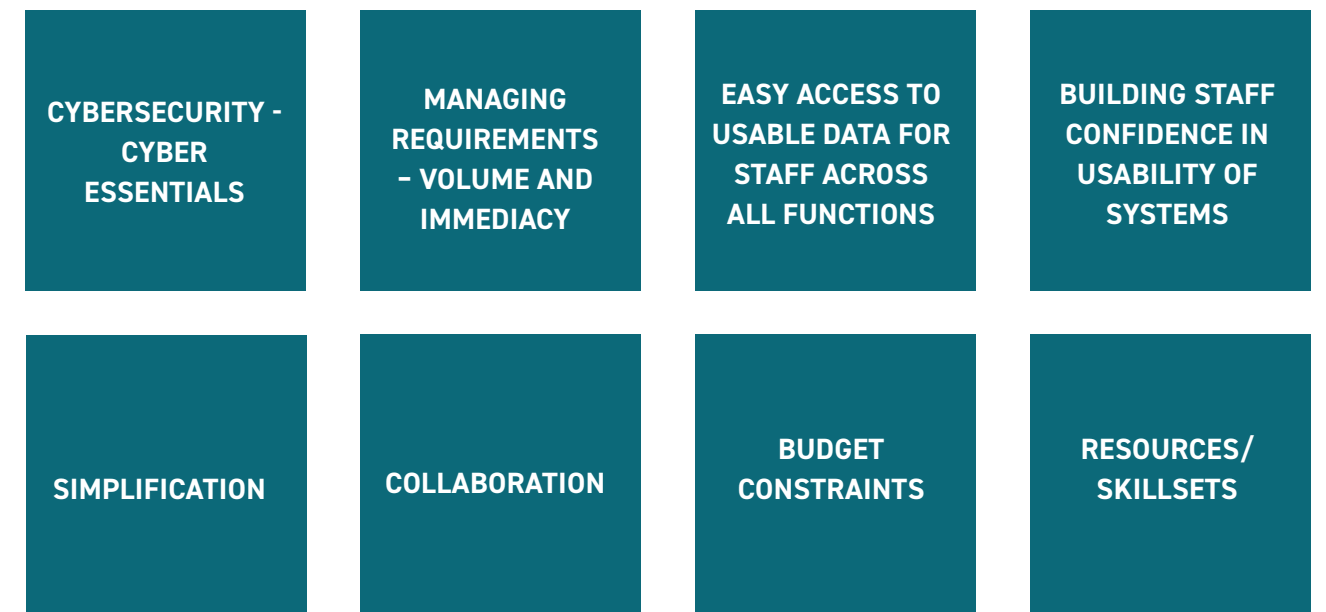 CYBERSECURITY -
CYBER
ESSENTIALS
MANAGING
REQUIREMENTS
– VOLUME AND
IMMEDIACY
EASY ACCESS TO
USABLE DATA FOR
STAFF ACROSS
ALL FUNCTIONS
BUILDING STAFF
CONFIDENCE IN
USABILITY OF
SYSTEMS
SIMPLIFICATION
COLLABORATION
BUDGET
CONSTRAINTS
RESOURCES/
SKILLSETS